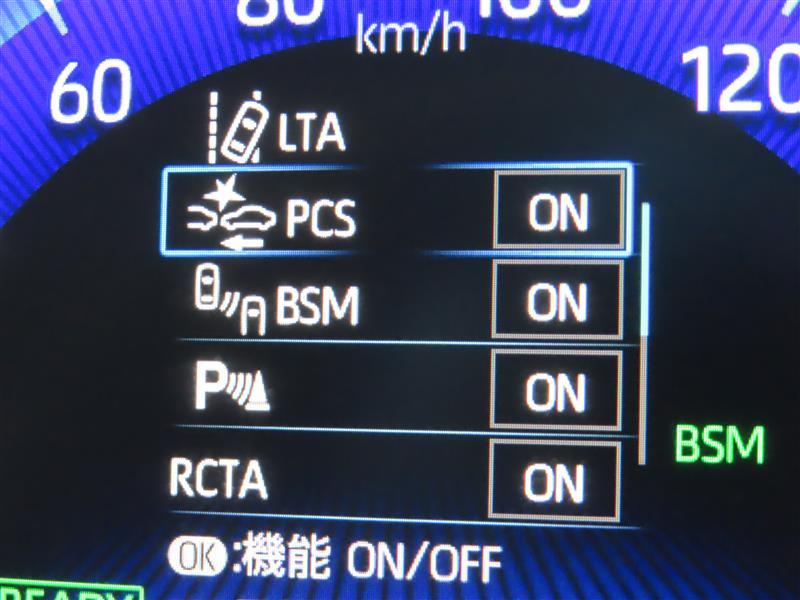 80 100
km/h
60 120
LTA
PCS ON
BSM ON
P ON
BSM
RCTA ON
OK:機能 ON/OFF
READY